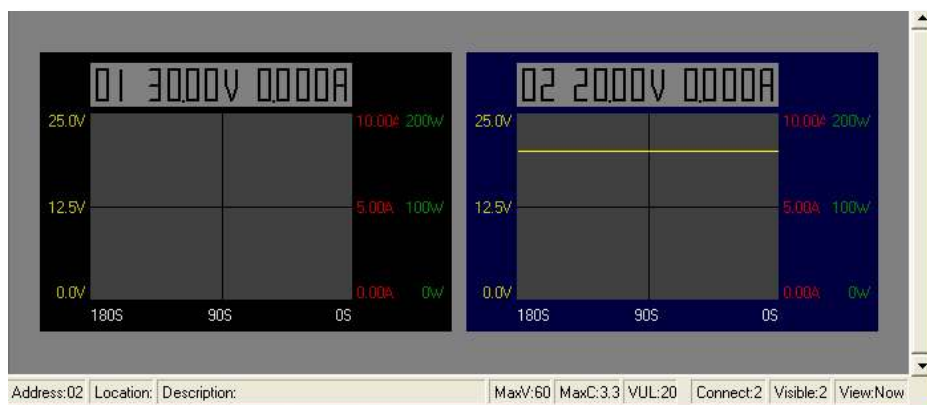 01 30.00V 0.000A
25.0V 10.00A 200W
12.5V 5.00A 100W
0.0V 0.00A 0W
180S 90S 0S
02 20.00V 0.000A
25.0V 10.00A 200W
12.5V 5.00A 100W
0.0V 0.00A 0W
180S 90S 0S
Address:02 Location: Description: MaxV:60 MaxC:3.3 VUL:20 Connect:2 Visible:2 View:Now